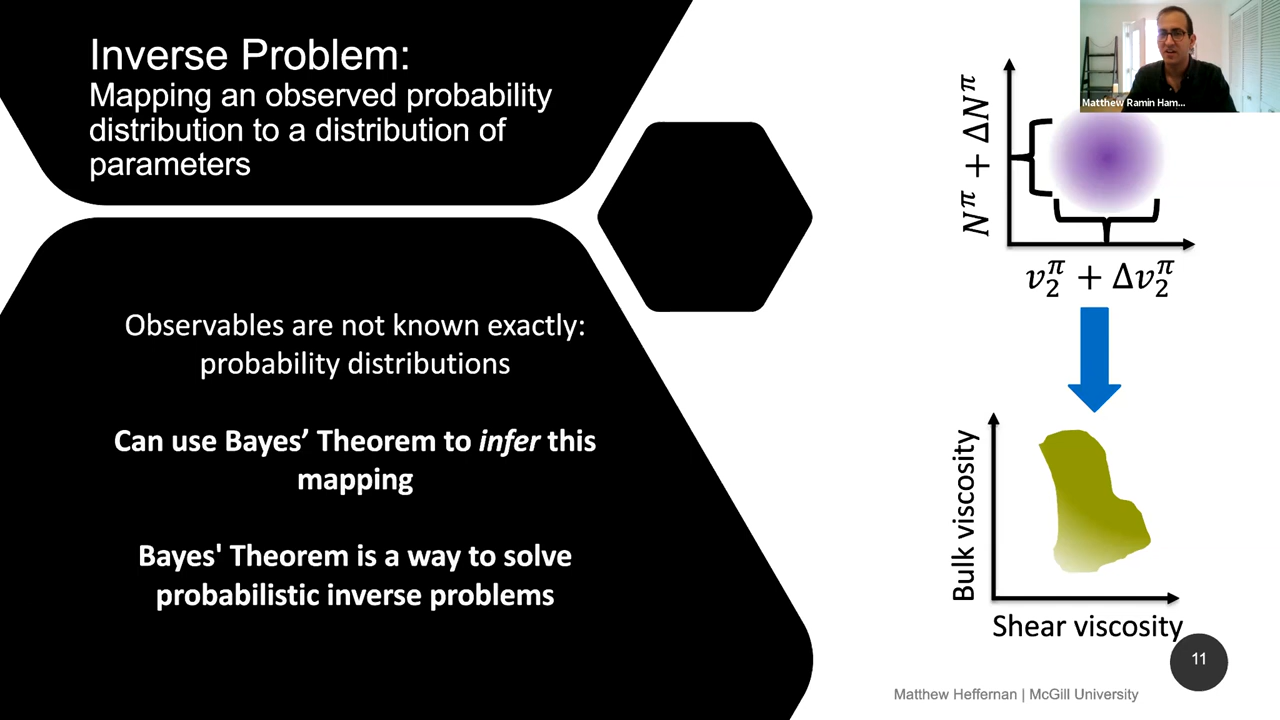 Inverse Problem:
Mapping an observed probability
distribution to a distribution of
parameters
Observables are not known exactly:
probability distributions
Can use Bayes’ Theorem to infer this
mapping
Bayes' Theorem is a way to solve
probabilistic inverse problems
Matthew Ramin Ham...
N^π + ΔN^π
v₂^π + Δv₂^π
Bulk viscosity
Shear viscosity
11
Matthew Heffernan | McGill University